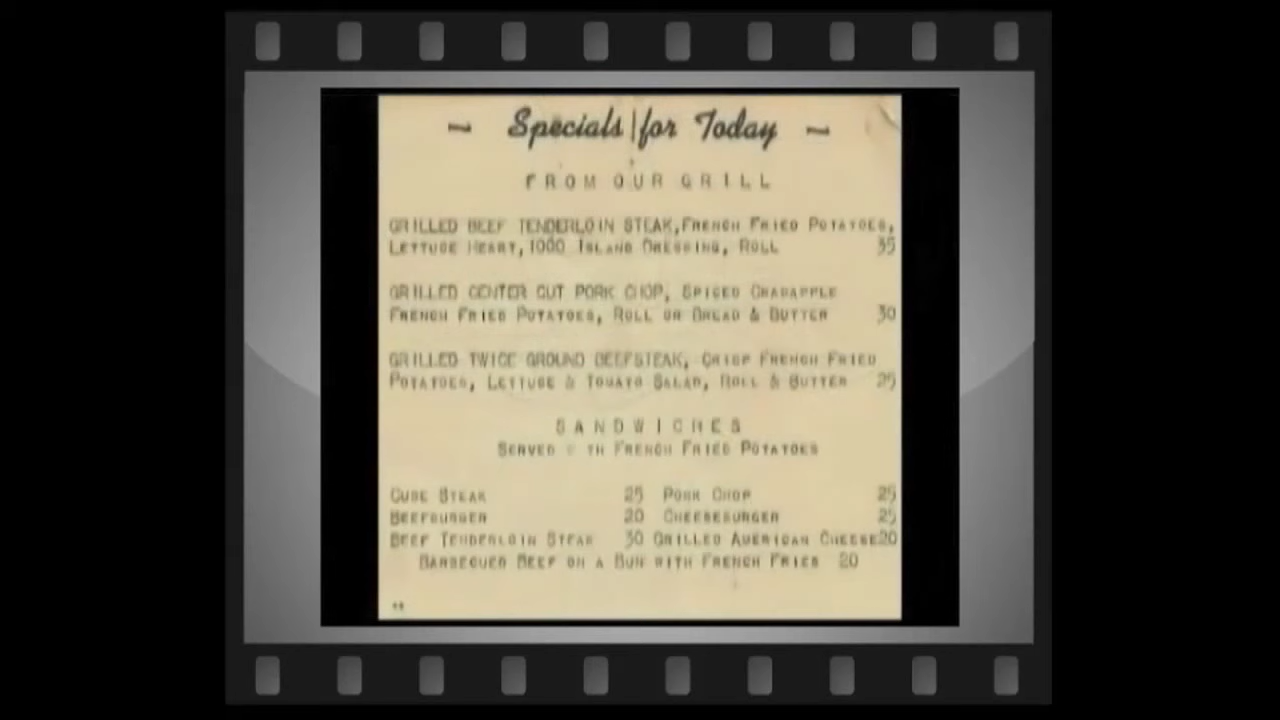 ~ Specials for Today ~
FROM OUR GRILL
GRILLED BEEF TENDERLOIN STEAK, FRENCH FRIED POTATOES,
LETTUCE HEART, 1000 ISLAND DRESSING, ROLL 35
GRILLED CENTER CUT PORK CHOP, SPICED CRABAPPLE
FRENCH FRIED POTATOES, ROLL OR BREAD & BUTTER 30
GRILLED TWICE GROUND BEEFSTEAK, CRISP FRENCH FRIED
POTATOES, LETTUCE & TOMATO SALAD, ROLL & BUTTER 25
SANDWICHES
SERVED WITH FRENCH FRIED POTATOES
CUBE STEAK 25 PORK CHOP 25
BEEFBURGER 20 CHEESEBURGER 25
BEEF TENDERLOIN STEAK 30 GRILLED AMERICAN CHEESE 20
BARBECUED BEEF ON A BUN WITH FRENCH FRIES 20